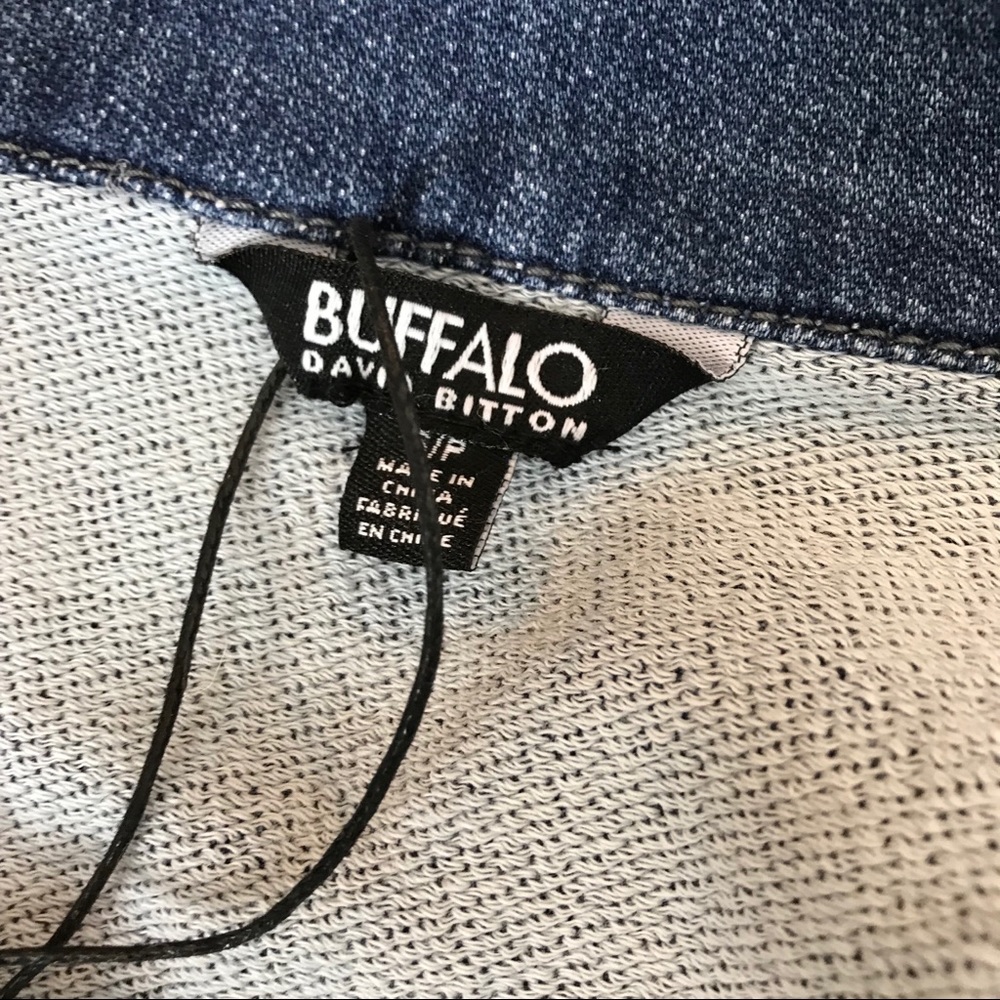 BUFFALO
DAVID BITTON
S/P
MADE IN
CHINA
FABRIQUÉ
EN CHINE